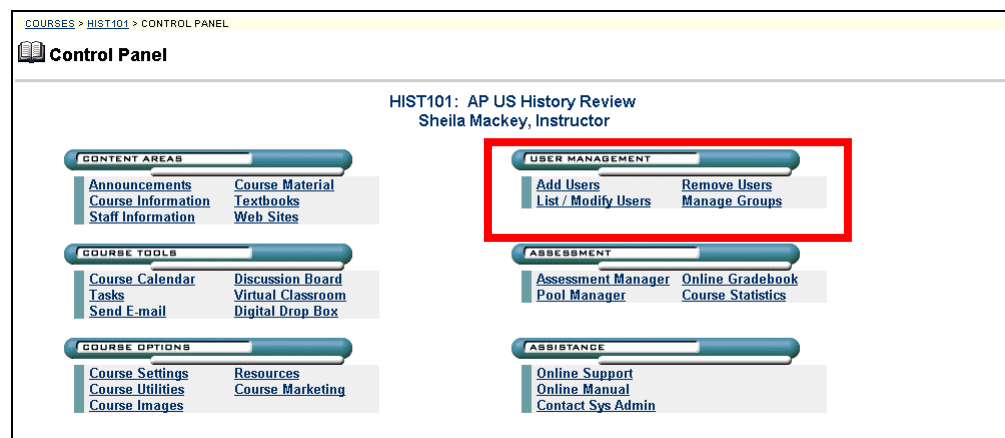 COURSES > HIST101 > CONTROL PANEL
Control Panel
HIST101: AP US History Review
Sheila Mackey, Instructor
CONTENT AREAS
Announcements Course Material
Course Information Textbooks
Staff Information Web Sites
USER MANAGEMENT
Add Users Remove Users
List / Modify Users Manage Groups
COURSE TOOLS
Course Calendar Discussion Board
Tasks Virtual Classroom
Send E-mail Digital Drop Box
ASSESSMENT
Assessment Manager Online Gradebook
Pool Manager Course Statistics
COURSE OPTIONS
Course Settings Resources
Course Utilities Course Marketing
Course Images
ASSISTANCE
Online Support
Online Manual
Contact Sys Admin